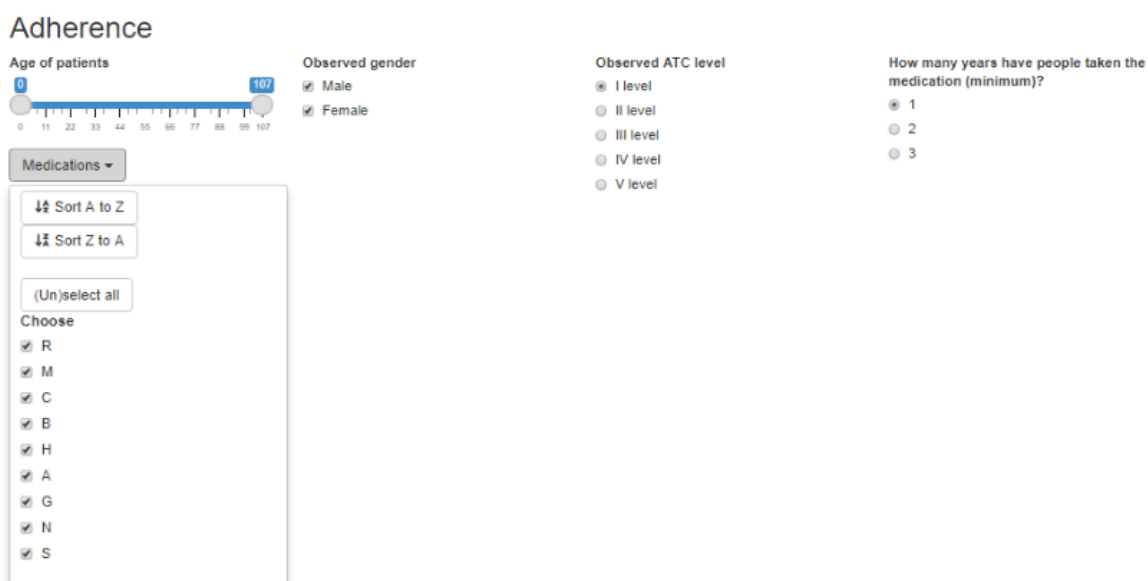 Adherence
Age of patients
0
107
0 11 22 33 44 55 66 77 88 99 107
Observed gender
Male
Female
Observed ATC level
I level
II level
III level
IV level
V level
How many years have people taken the
medication (minimum)?
1
2
3
Medications
Sort A to Z
Sort Z to A
(Un)select all
Choose
R
M
C
B
H
A
G
N
S